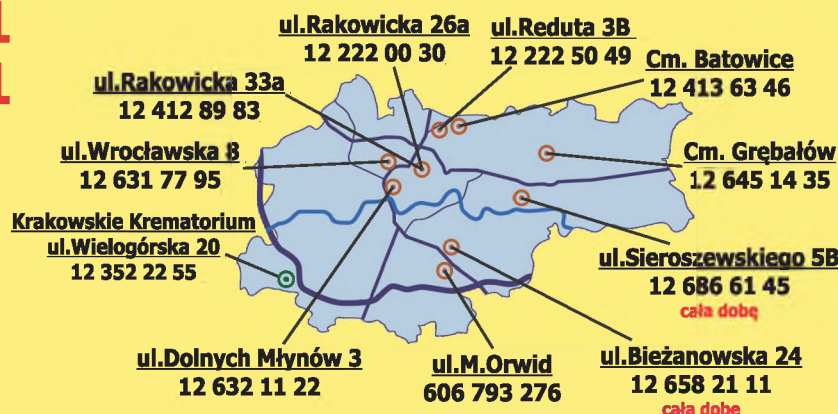 1
1
ul.Rakowicka 26a
12 222 00 30
ul.Reduta 3B
12 222 50 49
Cm. Batowice
12 413 63 46
ul.Rakowicka 33a
12 412 89 83
ul.Wrocławska 8
12 631 77 95
Cm. Grębałów
12 645 14 35
Krakowskie Krematorium
ul.Wielogórska 20
12 352 22 55
ul.Sieroszewskiego 5B
12 686 61 45
cała dobę
ul.Dolnych Młynów 3
12 632 11 22
ul.M.Orwid
606 793 276
ul.Bieżanowska 24
12 658 21 11
cała dobę